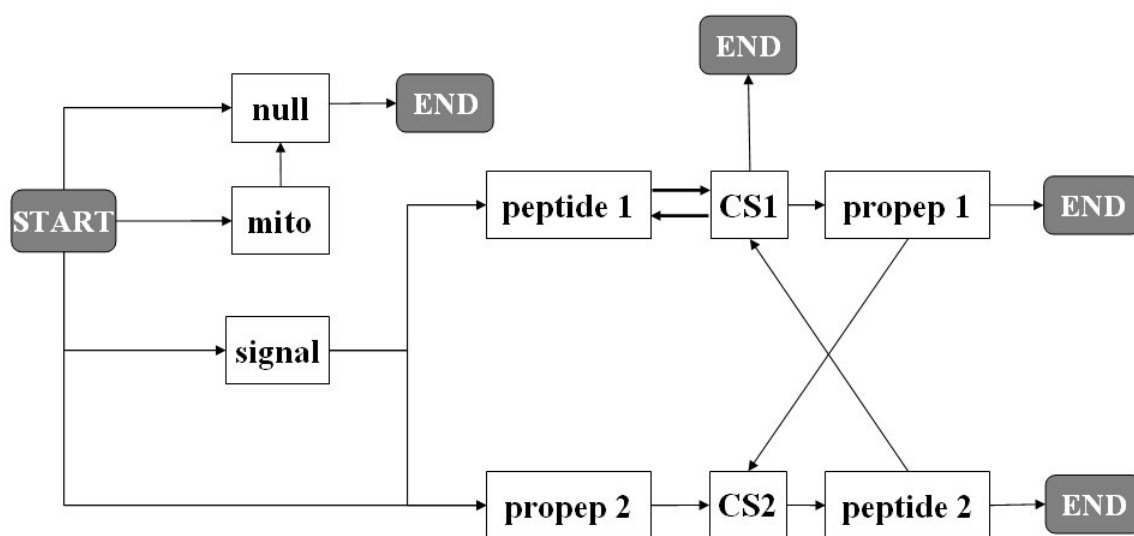 END
null
END
START
mito
peptide 1
CS1
propep 1
END
signal
propep 2
CS2
peptide 2
END